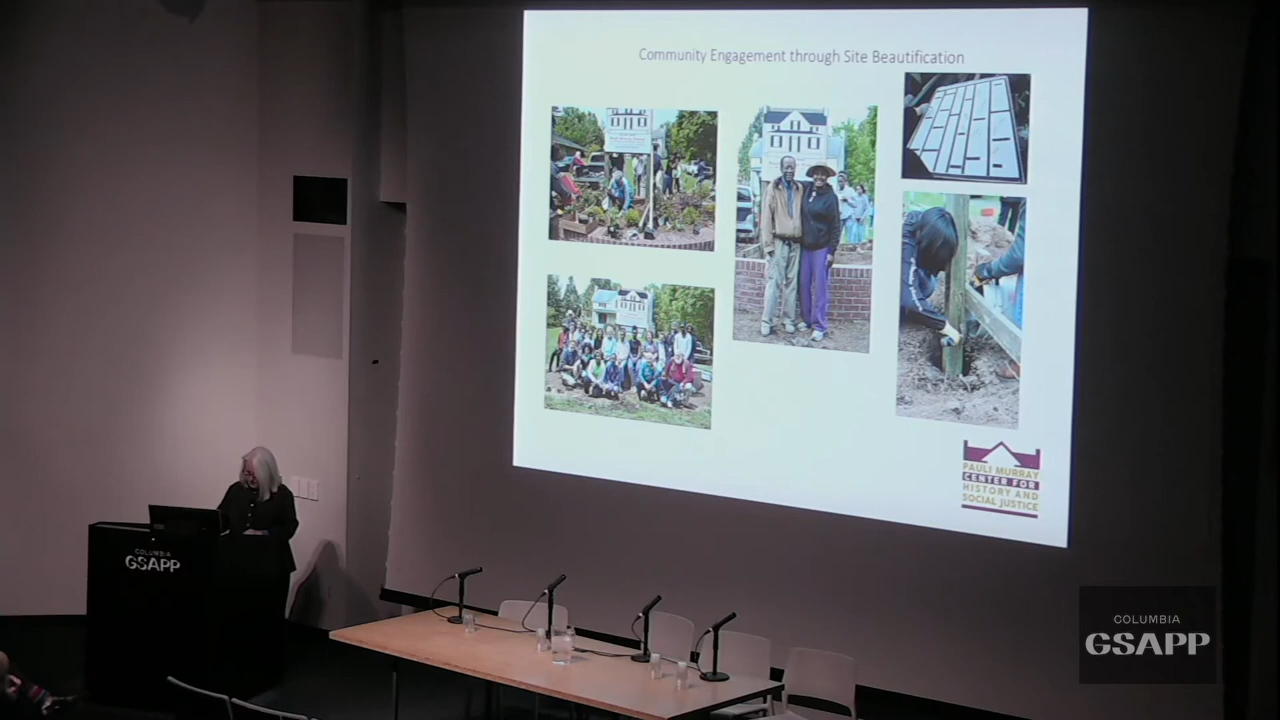 Community Engagement through Site Beautification
PAULI MURRAY
CENTER FOR
HISTORY AND
SOCIAL JUSTICE
COLUMBIA
GSAPP
COLUMBIA
GSAPP